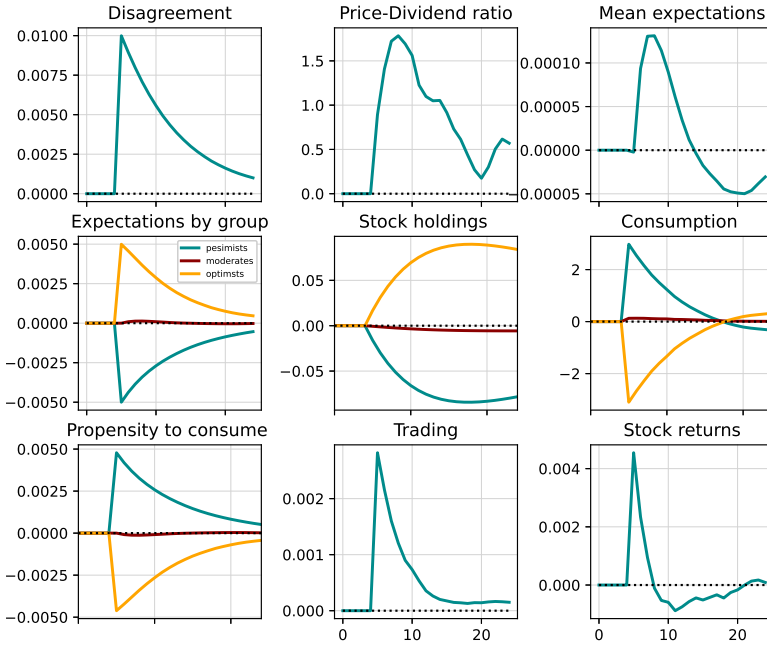 Disagreement
0.0100
0.0075
0.0050
0.0025
0.0000
Price-Dividend ratio
1.5
1.0
0.5
0.0
Mean expectations
0.00010
0.00005
0.00000
−0.00005
Expectations by group
0.0050
0.0025
0.0000
−0.0025
−0.0050
pesimists
moderates
optimsts
Stock holdings
0.05
0.00
−0.05
Consumption
2
0
−2
Propensity to consume
0.0050
0.0025
0.0000
−0.0025
−0.0050
Trading
0.002
0.001
0.000
0 10 20
Stock returns
0.004
0.002
0.000
0 10 20